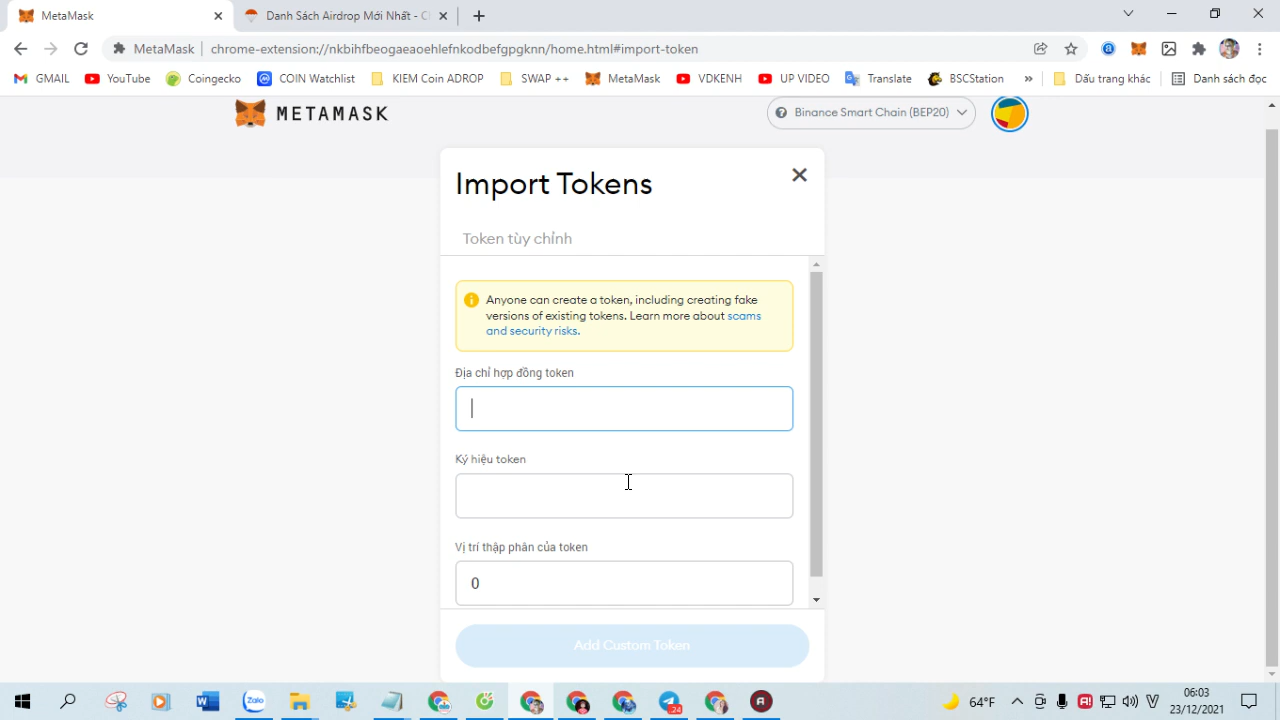 MetaMask
Danh Sách Airdrop Mới Nhất - C
MetaMask
chrome-extension://nkbihfbeogaeaoehlefnkodbefgpgknn/home.html#import-token
GMAIL
YouTube
Coingecko
COIN Watchlist
KIEM Coin ADROP
SWAP ++
MetaMask
VDKENH
UP VIDEO
Translate
BSCStation
»
Dấu trang khác
Danh sách đọc
METAMASK
Binance Smart Chain (BEP20)
Import Tokens
Token tùy chỉnh
Anyone can create a token, including creating fake
versions of existing tokens. Learn more about scams
and security risks.
Địa chỉ hợp đồng token
Ký hiệu token
Vị trí thập phân của token
0
Add Custom Token
Zalo
24
64°F
06:03
23/12/2021